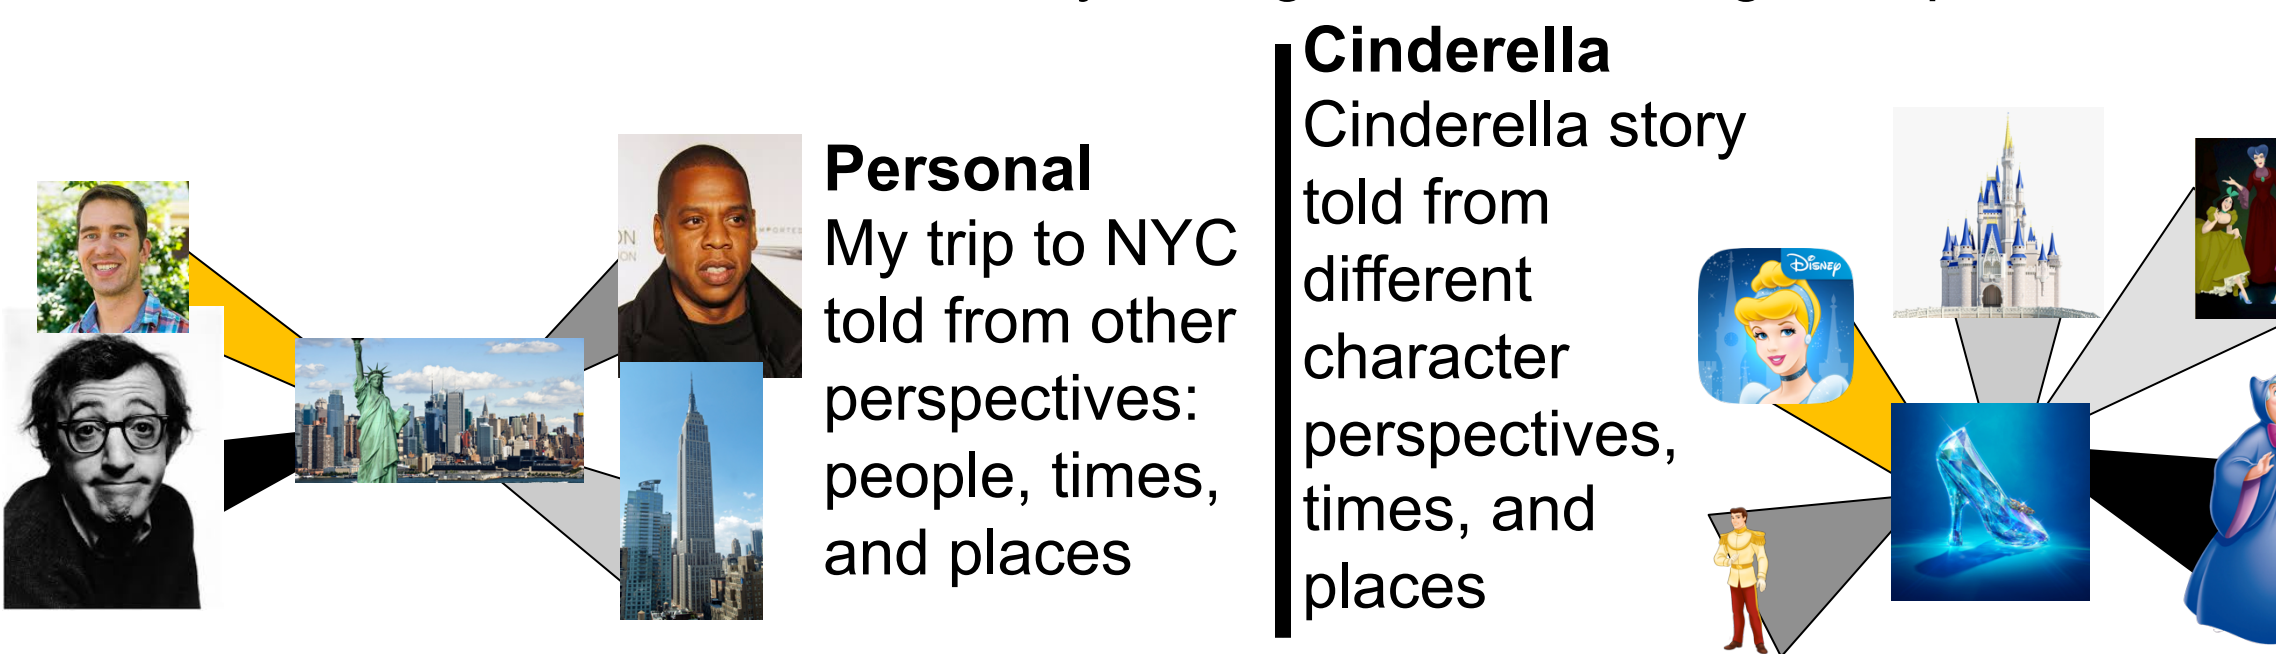 Personal
My trip to NYC
told from other
perspectives:
people, times,
and places
Cinderella
Cinderella story
told from
different
character
perspectives,
times, and
places
Disney